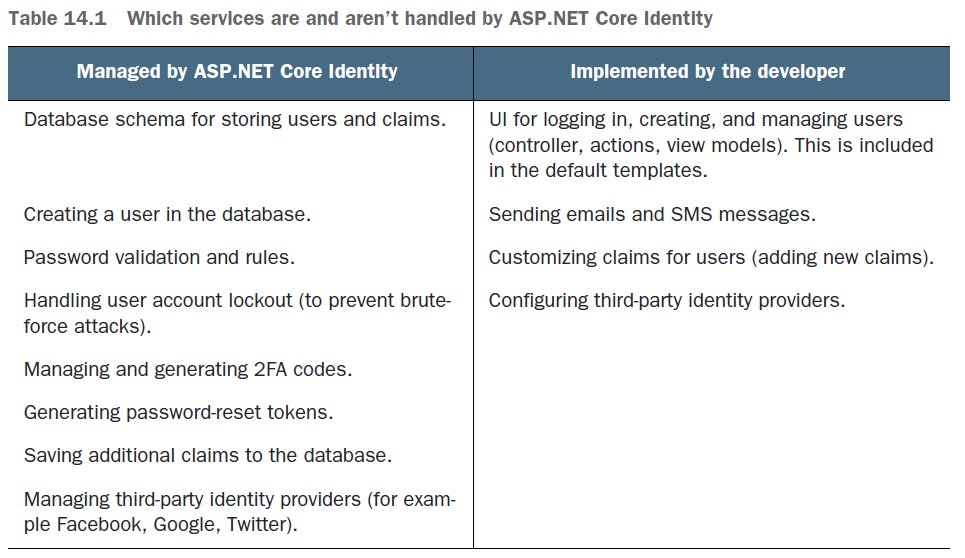 Table 14.1 Which services are and aren't handled by ASP.NET Core Identity
Managed by ASP.NET Core Identity
Implemented by the developer
Database schema for storing users and claims.
UI for logging in, creating, and managing users
(controller, actions, view models). This is included
in the default templates.
Creating a user in the database.
Sending emails and SMS messages.
Password validation and rules.
Customizing claims for users (adding new claims).
Handling user account lockout (to prevent brute-
force attacks).
Configuring third-party identity providers.
Managing and generating 2FA codes.
Generating password-reset tokens.
Saving additional claims to the database.
Managing third-party identity providers (for exam-
ple Facebook, Google, Twitter).